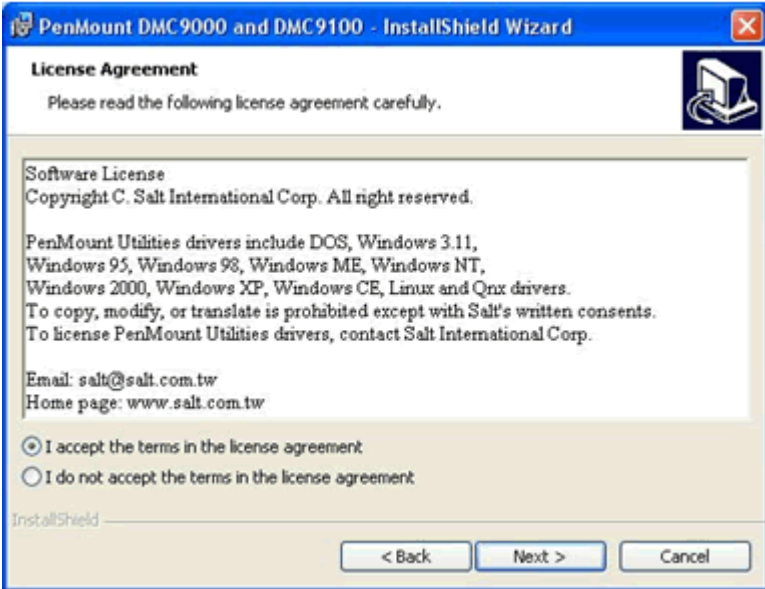 PenMount DMC9000 and DMC9100 - InstallShield Wizard
License Agreement
Please read the following license agreement carefully.
Software License
Copyright C. Salt International Corp. All right reserved.
PenMount Utilities drivers include DOS, Windows 3.11,
Windows 95, Windows 98, Windows ME, Windows NT,
Windows 2000, Windows XP, Windows CE, Linux and Qnx drivers.
To copy, modify, or translate is prohibited except with Salt's written consents.
To license PenMount Utilities drivers, contact Salt International Corp.
Email: salt@salt.com.tw
Home page: www.salt.com.tw
I accept the terms in the license agreement
I do not accept the terms in the license agreement
InstallShield
< Back Next > Cancel